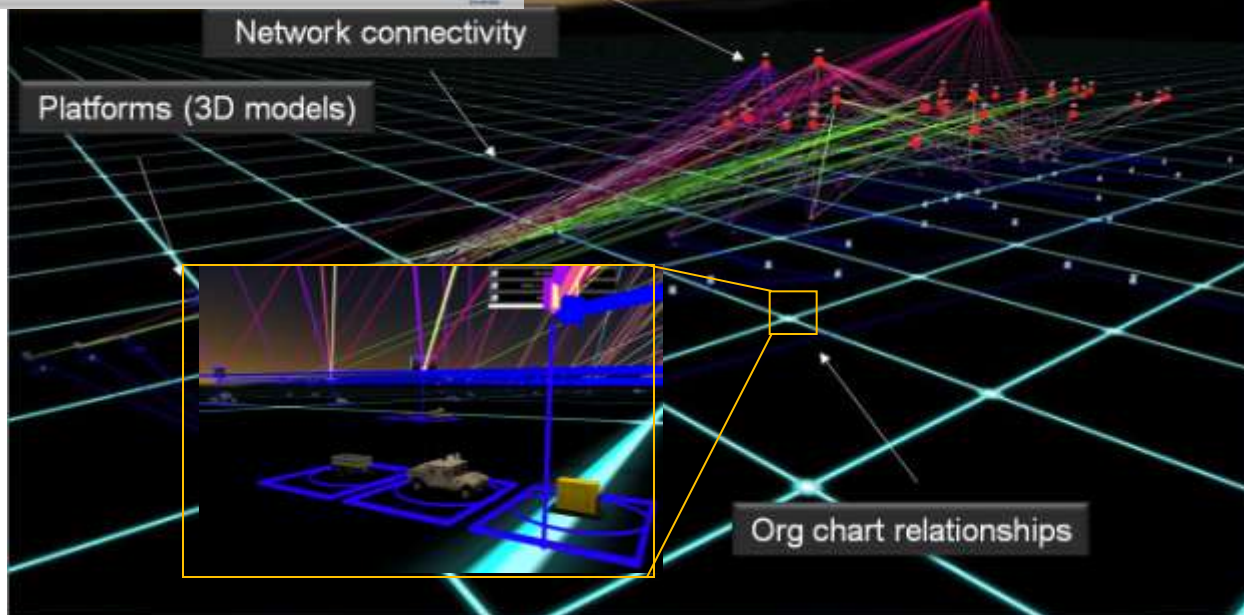 Network connectivity
Platforms (3D models)
Org chart relationships